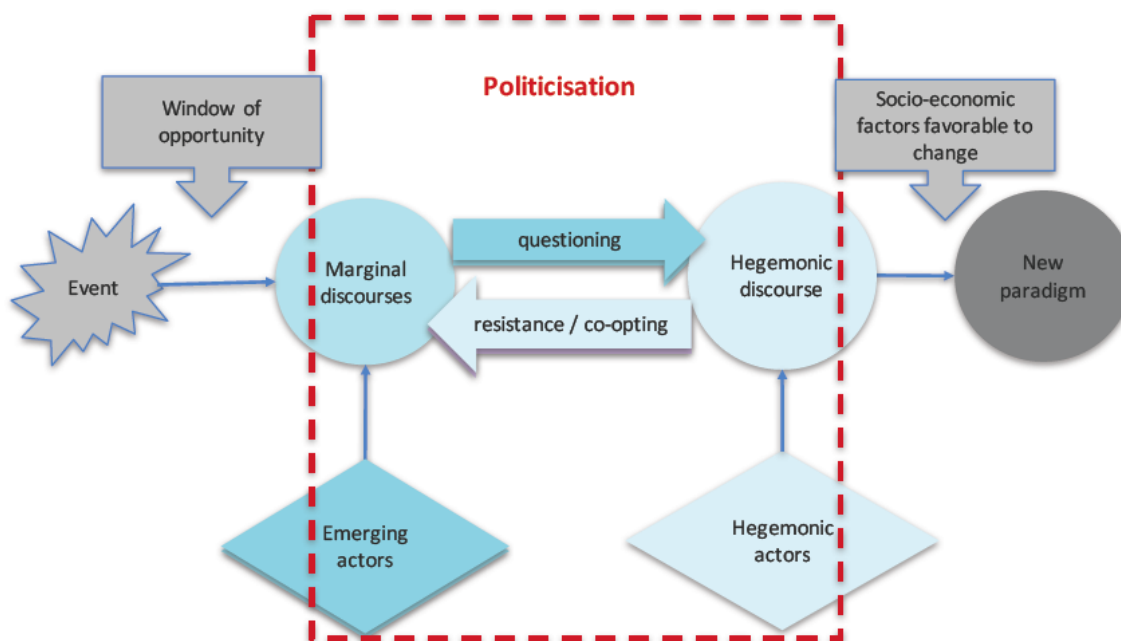 Politicisation
Window of
opportunity
Socio-economic
factors favorable to
change
Event
Marginal
discourses
questioning
resistance / co-opting
Hegemonic
discourse
New
paradigm
Emerging
actors
Hegemonic
actors